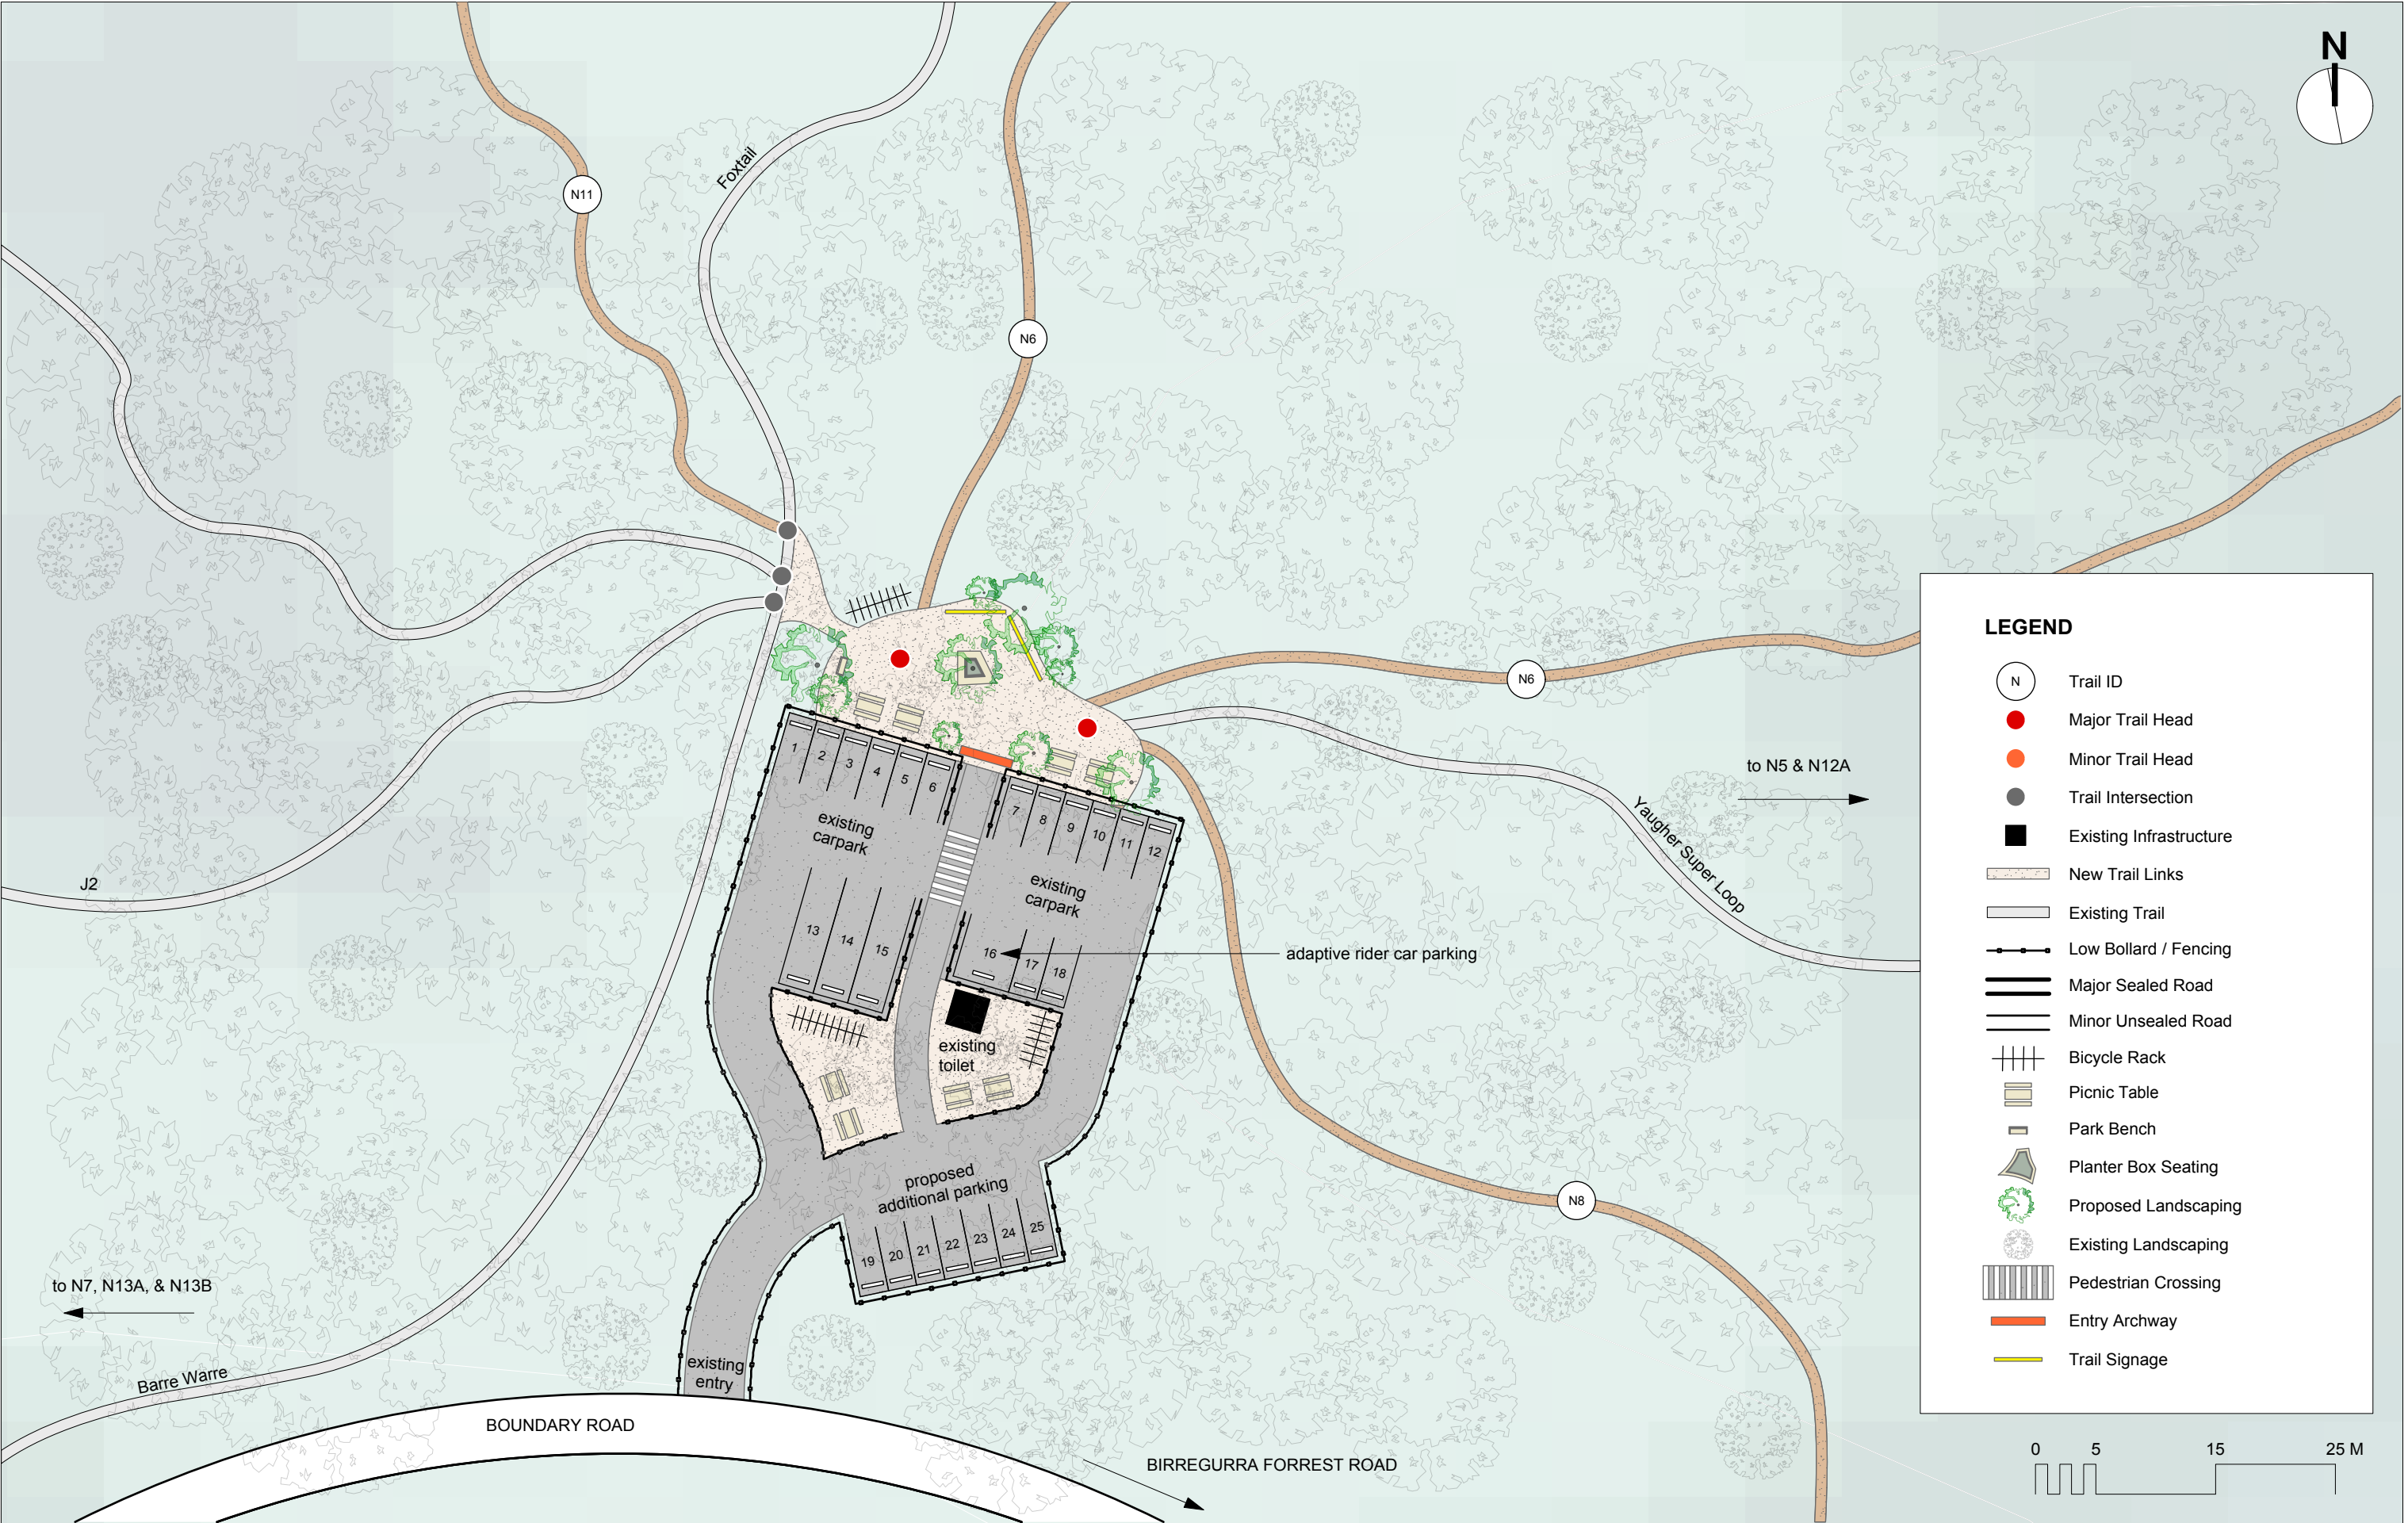 N
Foxtail
N11
N6
N6
to N5 & N12A
Yaugher Super Loop
J2
1
2
3
4
5
6
7
8
9
10
11
12
existing
carpark
existing
carpark
13
14
15
16
17
18
adaptive rider car parking
existing
toilet
proposed
additional parking
19
20
21
22
23
24
25
N8
to N7, N13A, & N13B
Barre Warre
existing
entry
BOUNDARY ROAD
BIRREGURRA FORREST ROAD
LEGEND
N
Trail ID
Major Trail Head
Minor Trail Head
Trail Intersection
Existing Infrastructure
New Trail Links
Existing Trail
Low Bollard / Fencing
Major Sealed Road
Minor Unsealed Road
Bicycle Rack
Picnic Table
Park Bench
Planter Box Seating
Proposed Landscaping
Existing Landscaping
Pedestrian Crossing
Entry Archway
Trail Signage
0 5 15 25 M